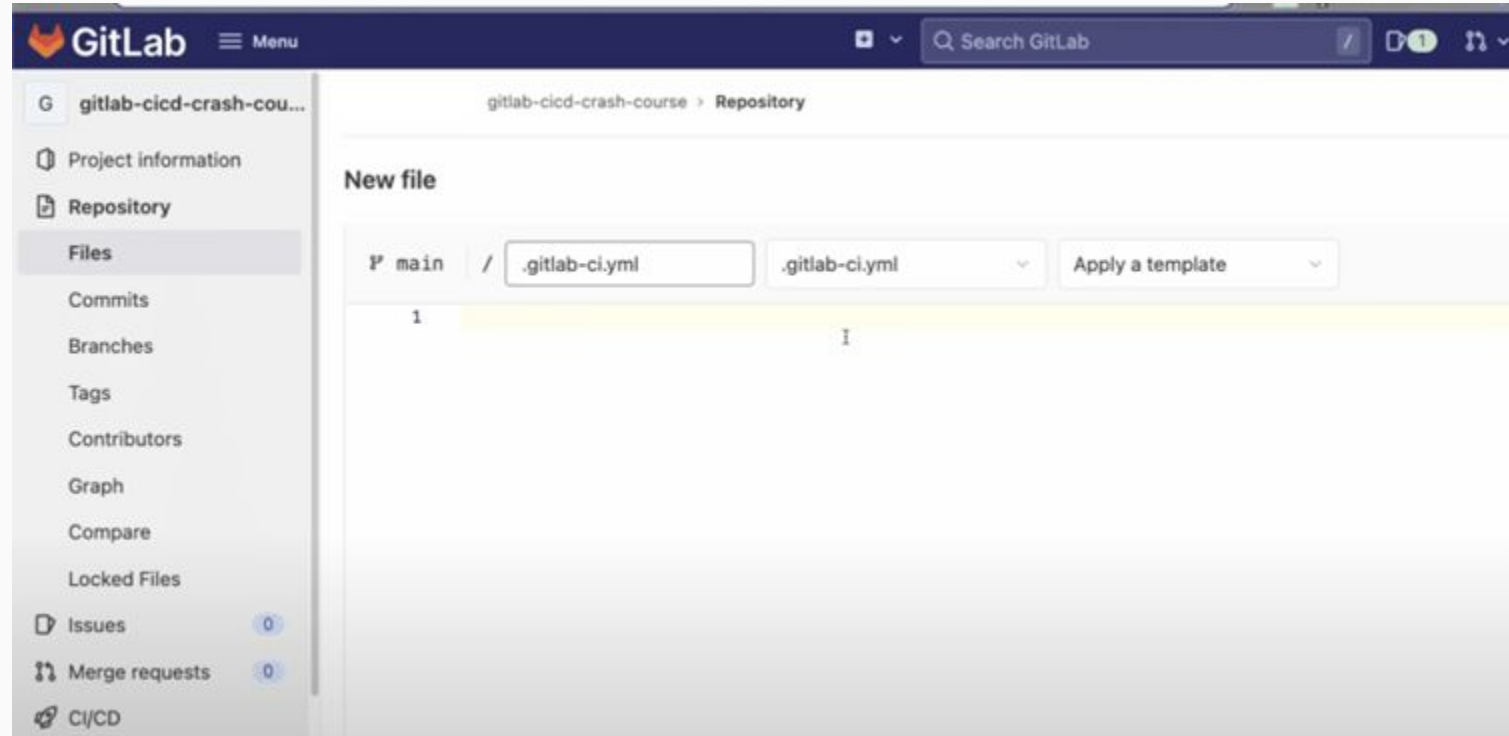 GitLab Menu Search GitLab / 1
G gitlab-cicd-crash-cou...
gitlab-cicd-crash-course > Repository
Project information
Repository
Files
Commits
Branches
Tags
Contributors
Graph
Compare
Locked Files
Issues 0
Merge requests 0
CI/CD
New file
main / .gitlab-ci.yml .gitlab-ci.yml Apply a template
1